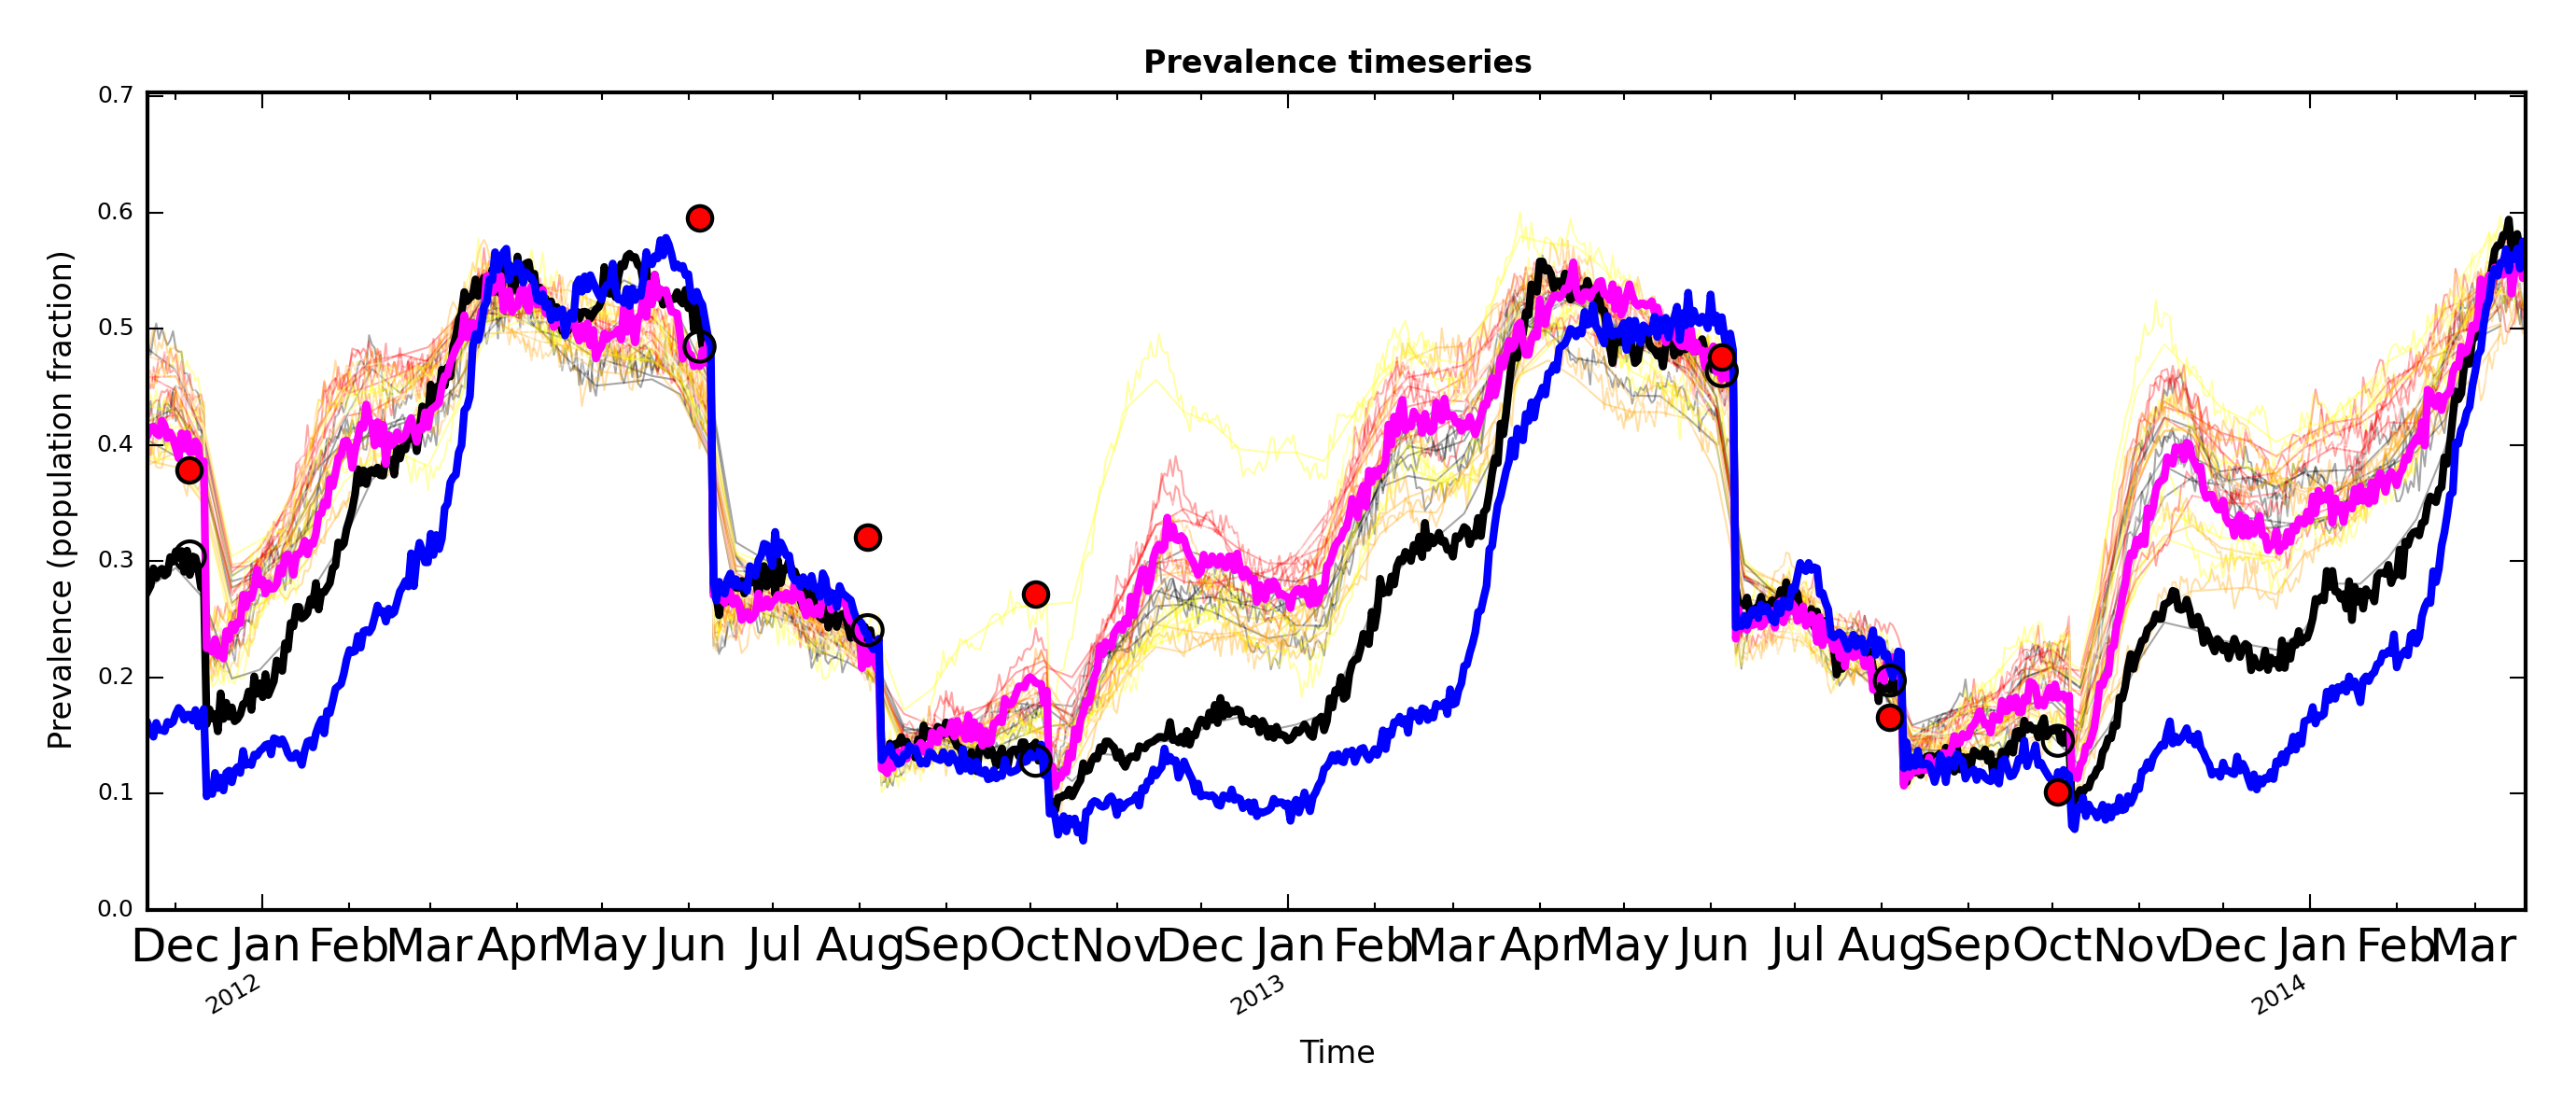 Prevalence timeseries
0.7
0.6
0.5
0.4
0.3
0.2
0.1
0.0
Prevalence (population fraction)
Dec Jan Feb Mar Apr May Jun Jul Aug Sep Oct Nov Dec Jan Feb Mar Apr May Jun Jul Aug Sep Oct Nov Dec Jan Feb Mar
2012 2013 2014
Time